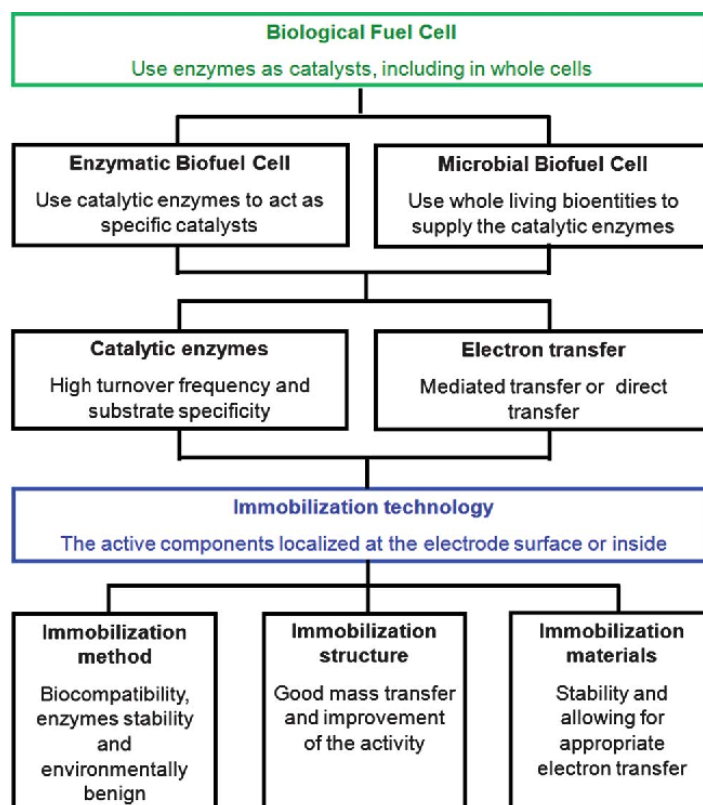 Biological Fuel Cell
Use enzymes as catalysts, including in whole cells
Enzymatic Biofuel Cell
Use catalytic enzymes to act as
specific catalysts
Microbial Biofuel Cell
Use whole living bioentities to
supply the catalytic enzymes
Catalytic enzymes
High turnover frequency and
substrate specificity
Electron transfer
Mediated transfer or direct
transfer
Immobilization technology
The active components localized at the electrode surface or inside
Immobilization
method
Biocompatibility,
enzymes stability
and
environmentally
benign
Immobilization
structure
Good mass transfer
and improvement
of the activity
Immobilization
materials
Stability and
allowing for
appropriate
electron transfer